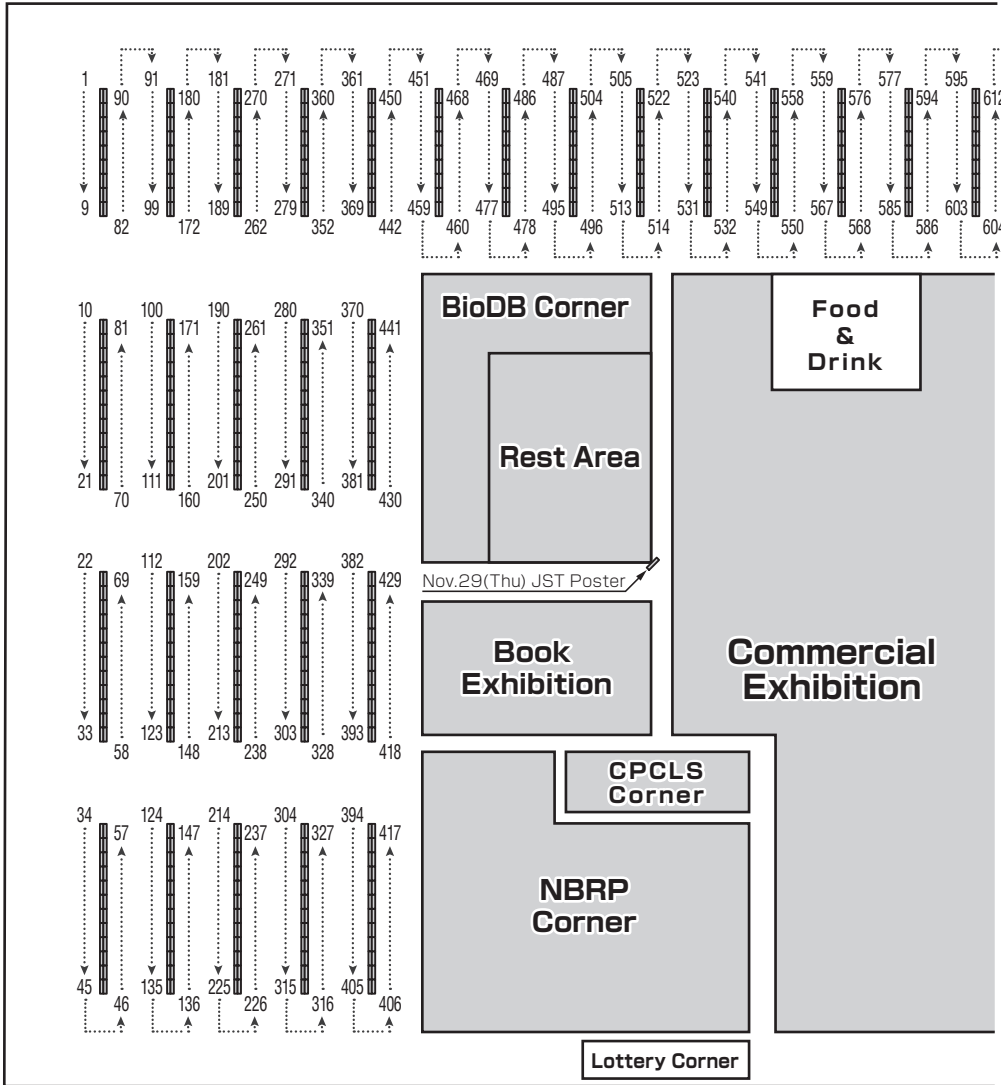 1 91 181 271 361 451 469 487 505 523 541 559 577 595
90 180 270 360 450 468 486 504 522 540 558 576 594 612
9 99 189 279 369 459 477 495 513 531 549 567 585 603
82 172 262 352 442 460 478 496 514 532 550 568 586 604
BioDB Corner
Food
&
Drink
10 100 190 280 370
81 171 261 351 441
Rest Area
21 111 201 291 381
70 160 250 340 430
22 112 202 292 382
69 159 249 339 429
Nov.29(Thu) JST Poster
Book
Exhibition
Commercial
Exhibition
33 123 213 303 393
58 148 238 328 418
CPCLS
Corner
34 124 214 304 394
57 147 237 327 417
NBRP
Corner
45 135 225 315 405
46 136 226 316 406
Lottery Corner